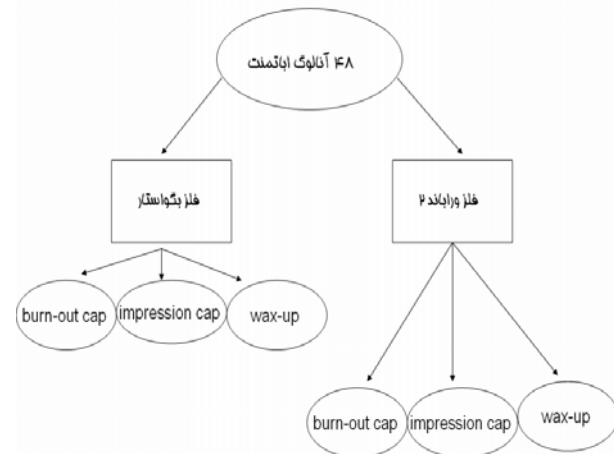 ۴۸ آنالوگ اباتمنت
فلز بگواستار
فلز وراباند ۲
burn-out cap
impression cap
wax-up
burn-out cap
impression cap
wax-up